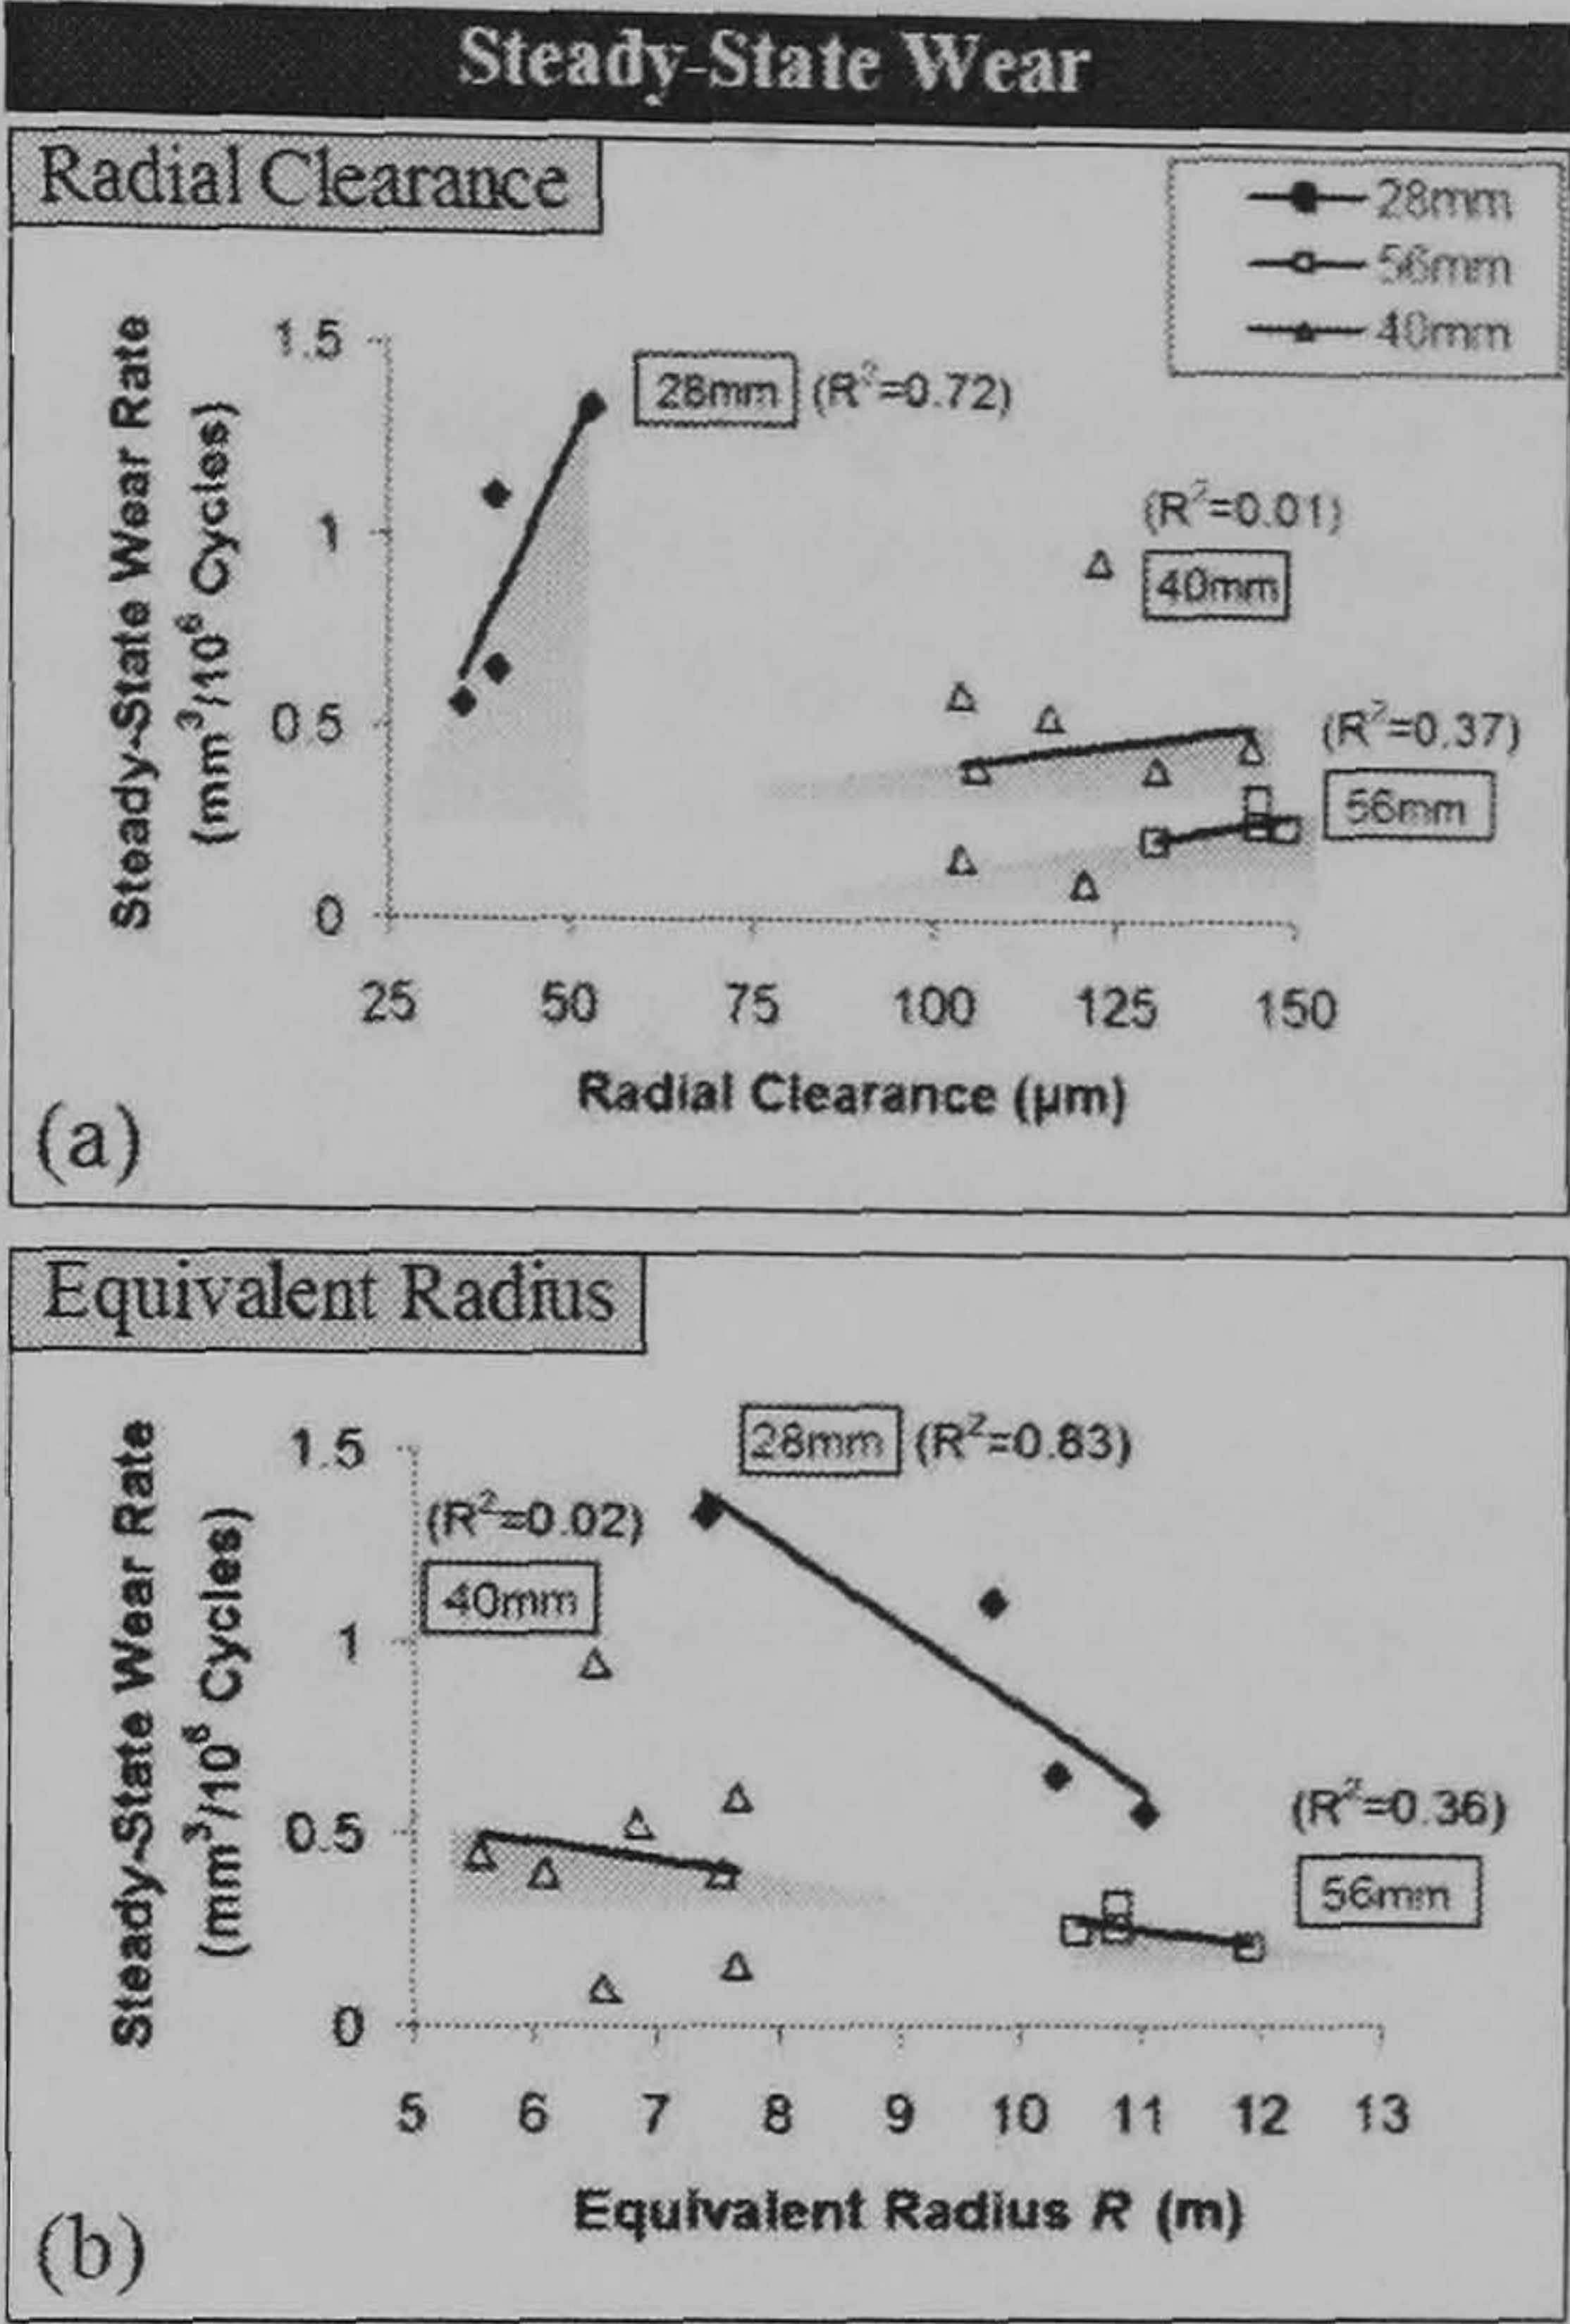 Steady-State Wear
Radial Clearance
28mm
56mm
40mm
Steady-State Wear Rate
(mm³/10⁶ Cycles)
1.5
1
0.5
0
28mm (R²=0.72)
(R²=0.01)
40mm
(R²=0.37)
56mm
25 50 75 100 125 150
Radial Clearance (µm)
(a)
Equivalent Radius
Steady-State Wear Rate
(mm³/10⁶ Cycles)
1.5
1
0.5
0
28mm (R²=0.83)
(R²=0.02)
40mm
(R²=0.36)
56mm
5 6 7 8 9 10 11 12 13
Equivalent Radius R (m)
(b)